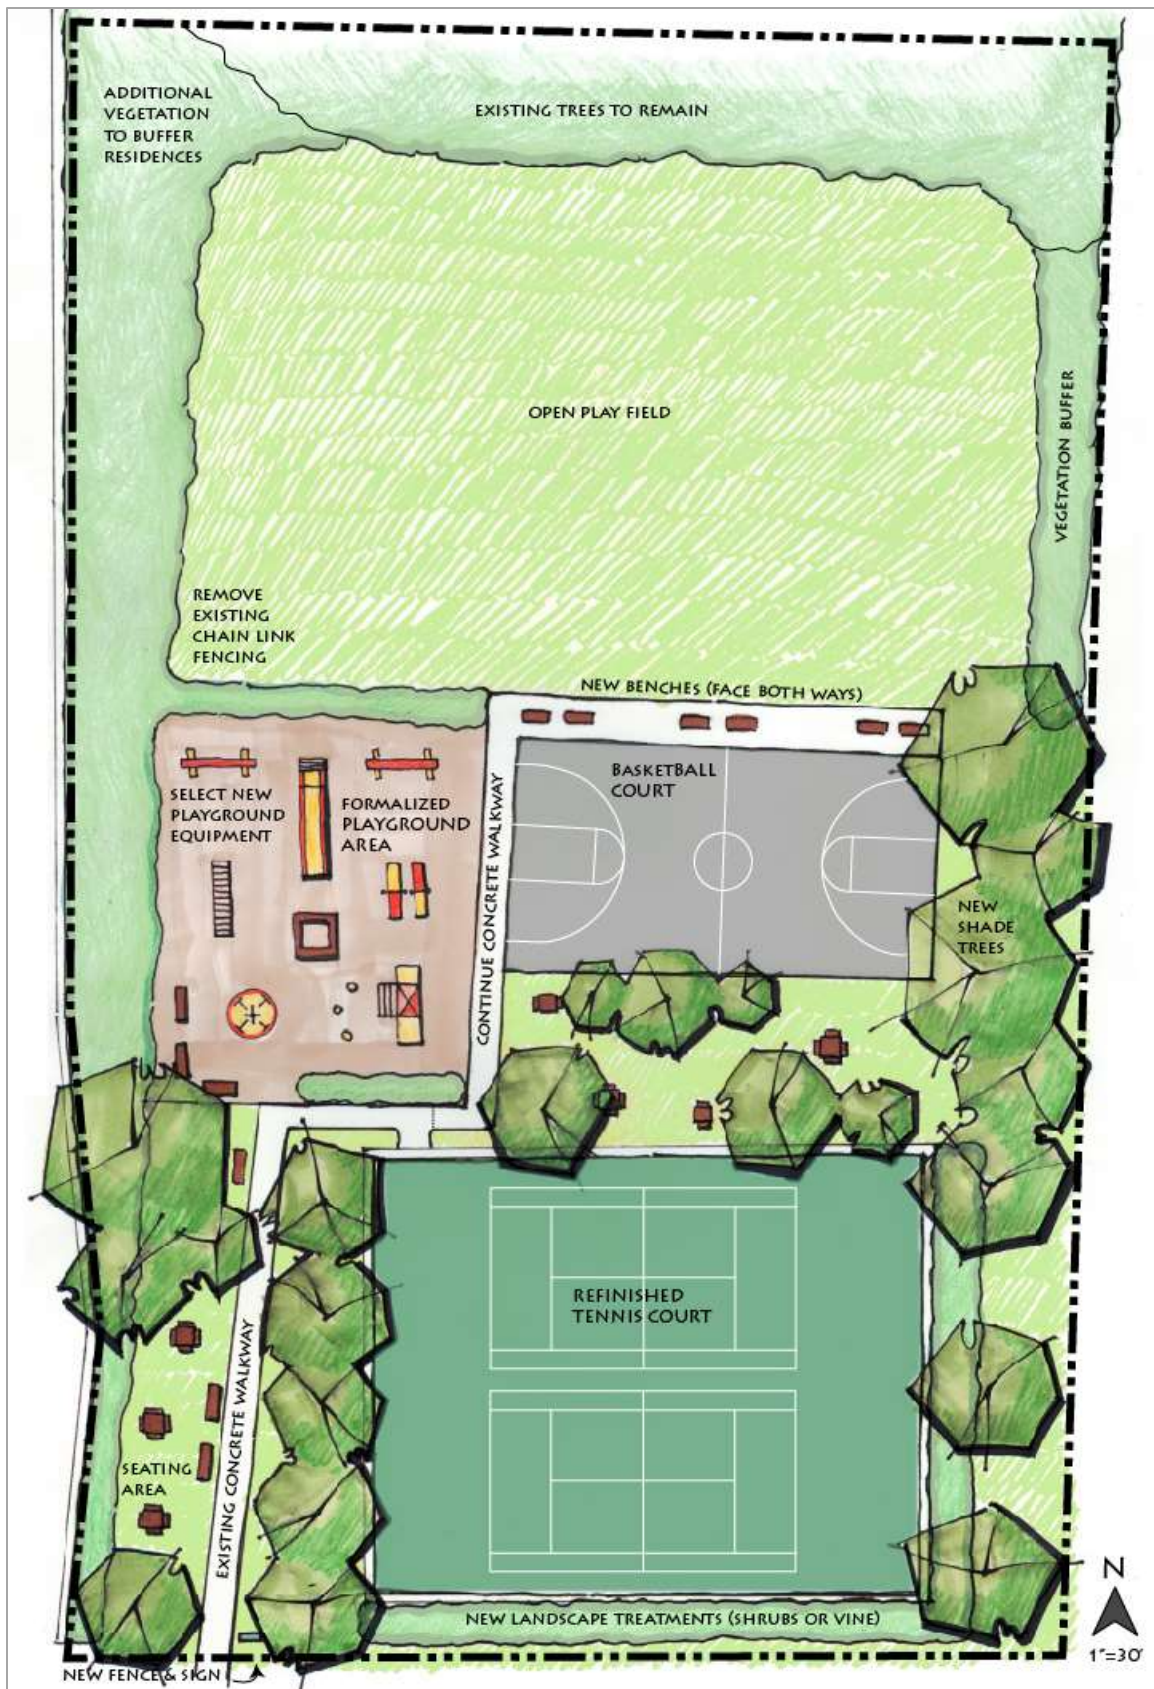 ADDITIONAL
VEGETATION
TO BUFFER
RESIDENCES
EXISTING TREES TO REMAIN
OPEN PLAY FIELD
VEGETATION BUFFER
REMOVE
EXISTING
CHAIN LINK
FENCING
NEW BENCHES (FACE BOTH WAYS)
SELECT NEW
PLAYGROUND
EQUIPMENT
FORMALIZED
PLAYGROUND
AREA
CONTINUE CONCRETE WALKWAY
BASKETBALL
COURT
NEW
SHADE
TREES
REFINISHED
TENNIS COURT
EXISTING CONCRETE WALKWAY
SEATING
AREA
NEW LANDSCAPE TREATMENTS (SHRUBS OR VINE)
NEW FENCE & SIGN
N
1"=30'